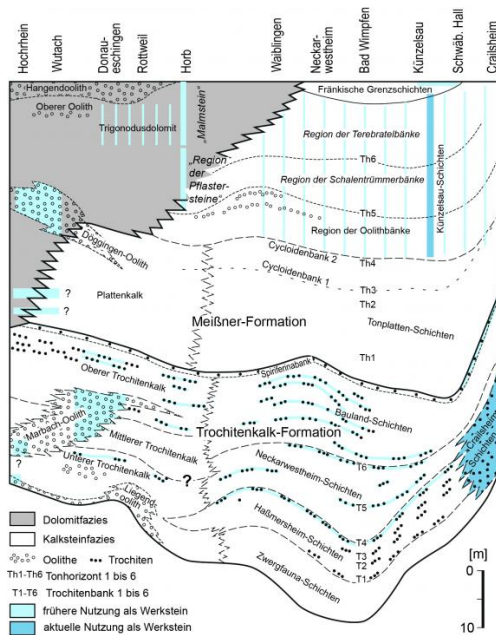 Hochrhein
Wutach
Donau-
eschingen
Rottweil
Horb
Waiblingen
Neckar-
westheim
Bad Wimpfen
Künzelsau
Schwäb. Hall
Crailsheim
Hangendoolith
Oberer Oolith
Trigonodusdolomit
„Malmstein“
Fränkische Grenzschichten
Region der Terebratelbänke
Th6
„Region
der
Pflaster-
steine“
Region der Schalentrümmerbänke
Th5
Region der Oolithbänke
Künzelsau-Schichten
Döggingen-Oolith
Cycloidenbank 2
Th4
Cycloidenbank 1
Th3
Th2
Plattenkalk
?
?
Meißner-Formation
Tonplatten-Schichten
Th1
Spiriferinabank
Oberer Trochitenkalk
Bauland-Schichten
Marbach-Oolith
Trochitenkalk-Formation
Mittlerer Trochitenkalk
T6
Crailsheim-
Schichten
?
Unterer Trochitenkalk
?
Neckarwestheim-Schichten
T5
Liegend-
oolith
Haßmersheim-Schichten
T4
T3
T2
T1
Zwergfauna-Schichten
Dolomitfazies
Kalksteinfazies
Oolithe
Trochiten
Th1-Th6 Tonhorizont 1 bis 6
T1-T6 Trochitenbank 1 bis 6
frühere Nutzung als Werkstein
aktuelle Nutzung als Werkstein
[m]
0
10